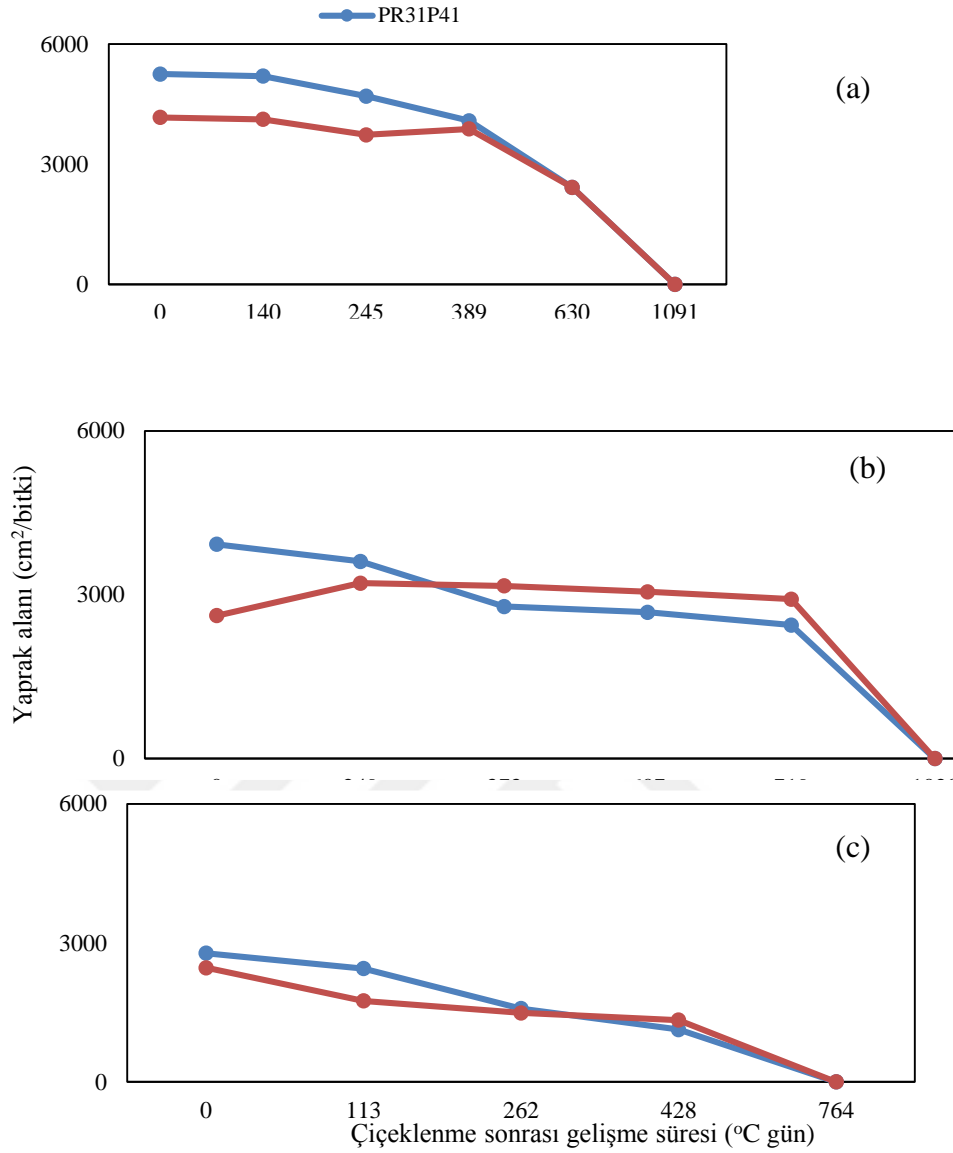 PR31P41
6000
(a)
3000
0
0 140 245 389 630 1091
6000
(b)
Yaprak alanı (cm²/bitki)
3000
0
6000
(c)
3000
0
0 113 262 428 764
Çiçeklenme sonrası gelişme süresi (ᵒC gün)